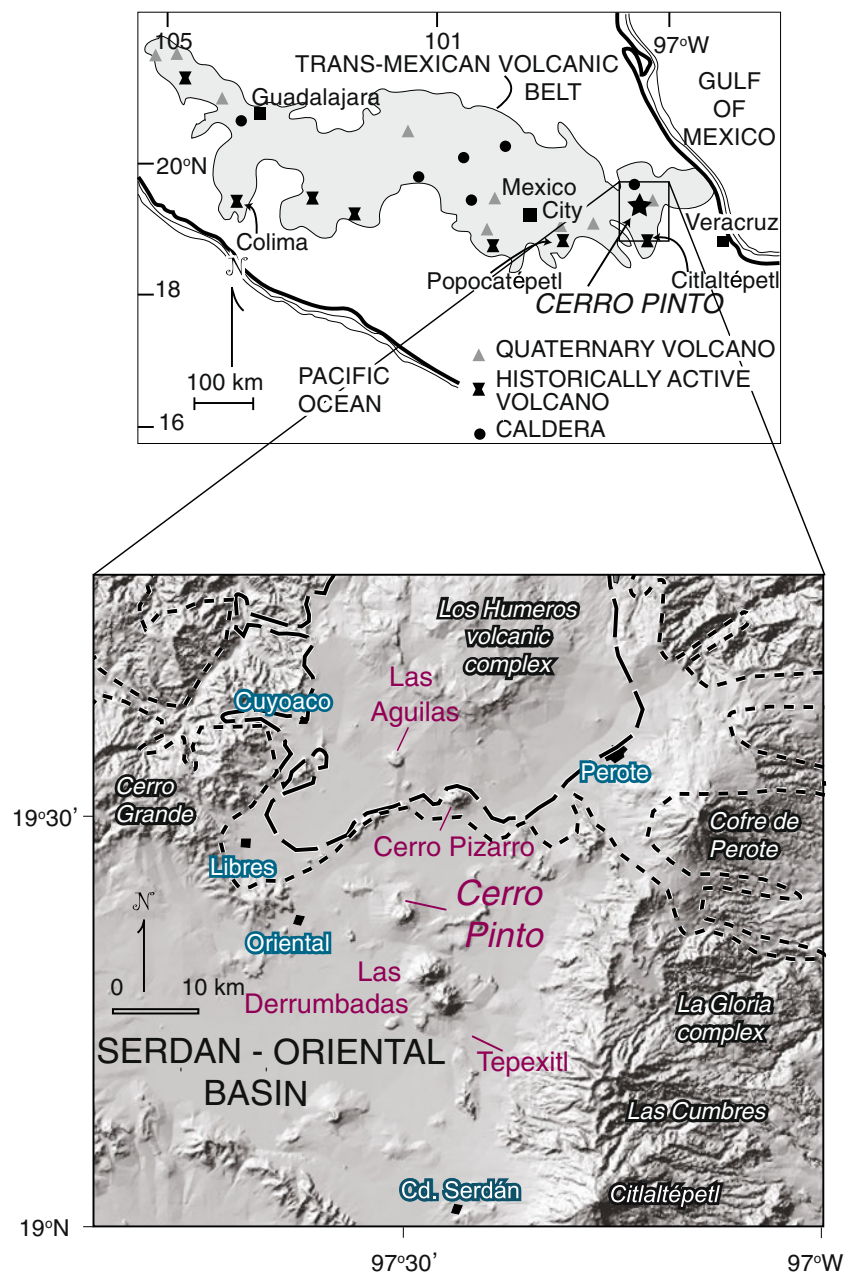 105
101
97°W
TRANS-MEXICAN VOLCANIC
BELT
GULF
OF
MEXICO
Guadalajara
20°N
Mexico
City
Veracruz
Colima
N
Popocatépetl
Citlaltépetl
CERRO PINTO
18
QUATERNARY VOLCANO
HISTORICALLY ACTIVE
VOLCANO
CALDERA
100 km
PACIFIC
OCEAN
16
Los Humeros
volcanic
complex
Las
Aguilas
Cuyoaco
Perote
Cerro
Grande
19°30'
Cofre de
Perote
Cerro Pizarro
Libres
Cerro
Pinto
N
Oriental
Las
Derrumbadas
0 10 km
La Gloria
complex
SERDAN - ORIENTAL
BASIN
Tepexitl
Las Cumbres
Cd. Serdán
Citlaltépetl
19°N
97°30'
97°W